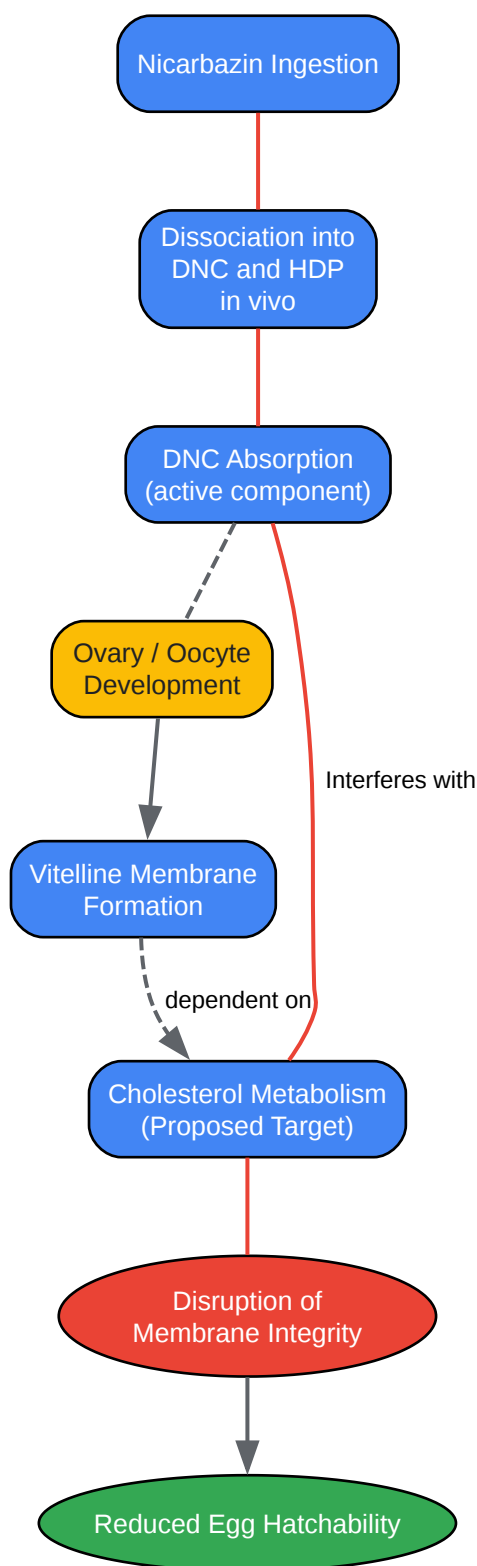 Nicarbazin Ingestion
Dissociation into
DNC and HDP
in vivo
DNC Absorption
(active component)
Ovary / Oocyte
Development
Interferes with
Vitelline Membrane
Formation
dependent on
Cholesterol Metabolism
(Proposed Target)
Disruption of
Membrane Integrity
Reduced Egg Hatchability